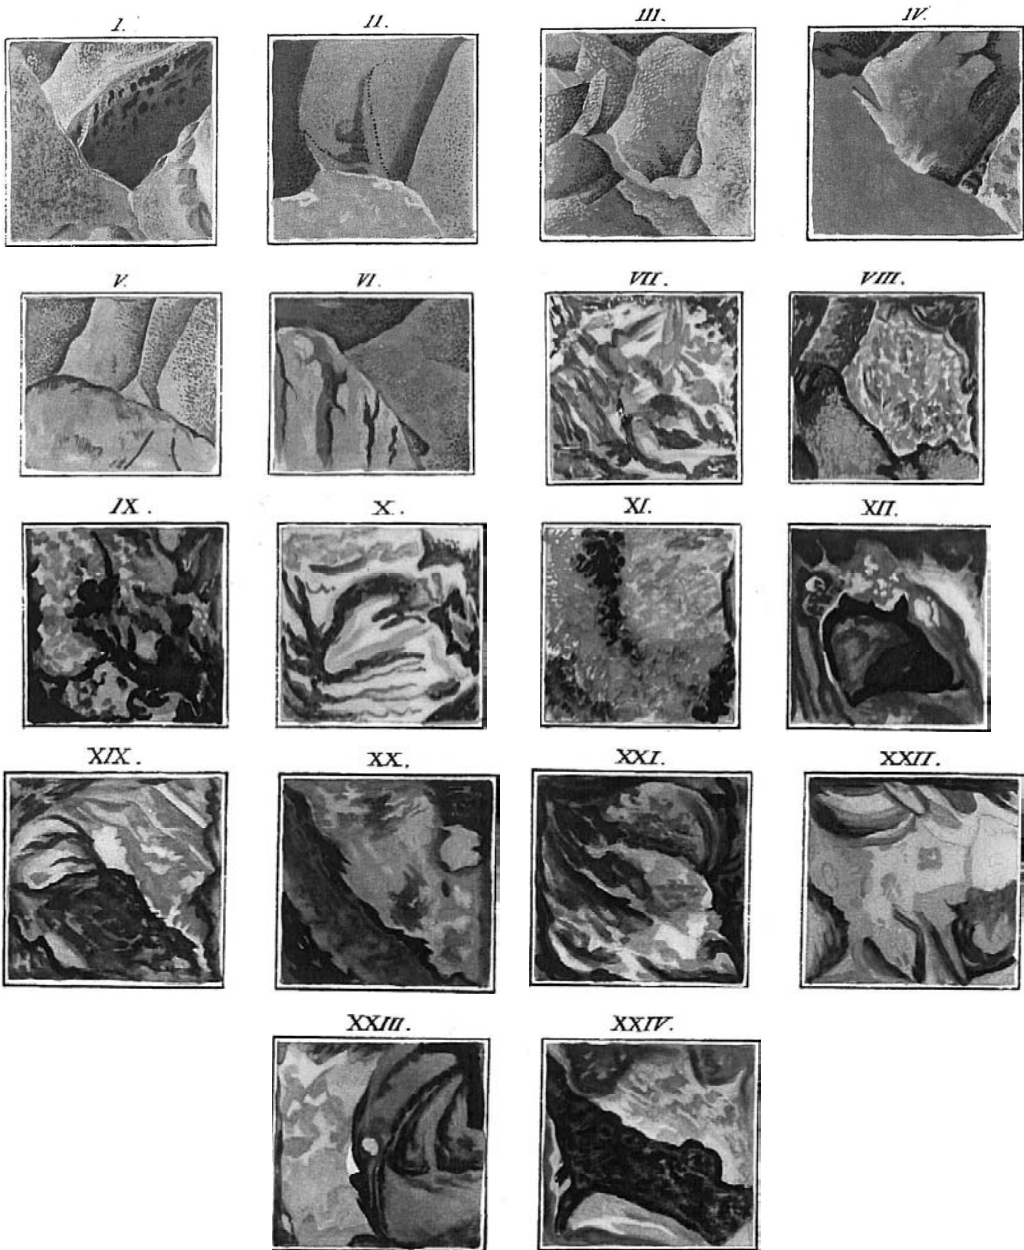 I. II. III. IV.
V. VI. VII. VIII.
IX. X. XI. XII.
XIX. XX. XXI. XXII.
XXIII. XXIV.